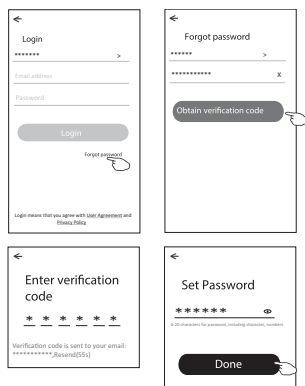 Login
******* >
Email address
Password
Login
Forgot password
Login means that you agree with User Agreement and
Privacy Policy
Forgot password
****** >
*********** X
Obtain verification code
Enter verification
code
* * * * * *
Verification code is sent to your email:
***********,Resend(55s)
Set Password
* * * * * *
6-20 characters for password, including character, numbers
Done